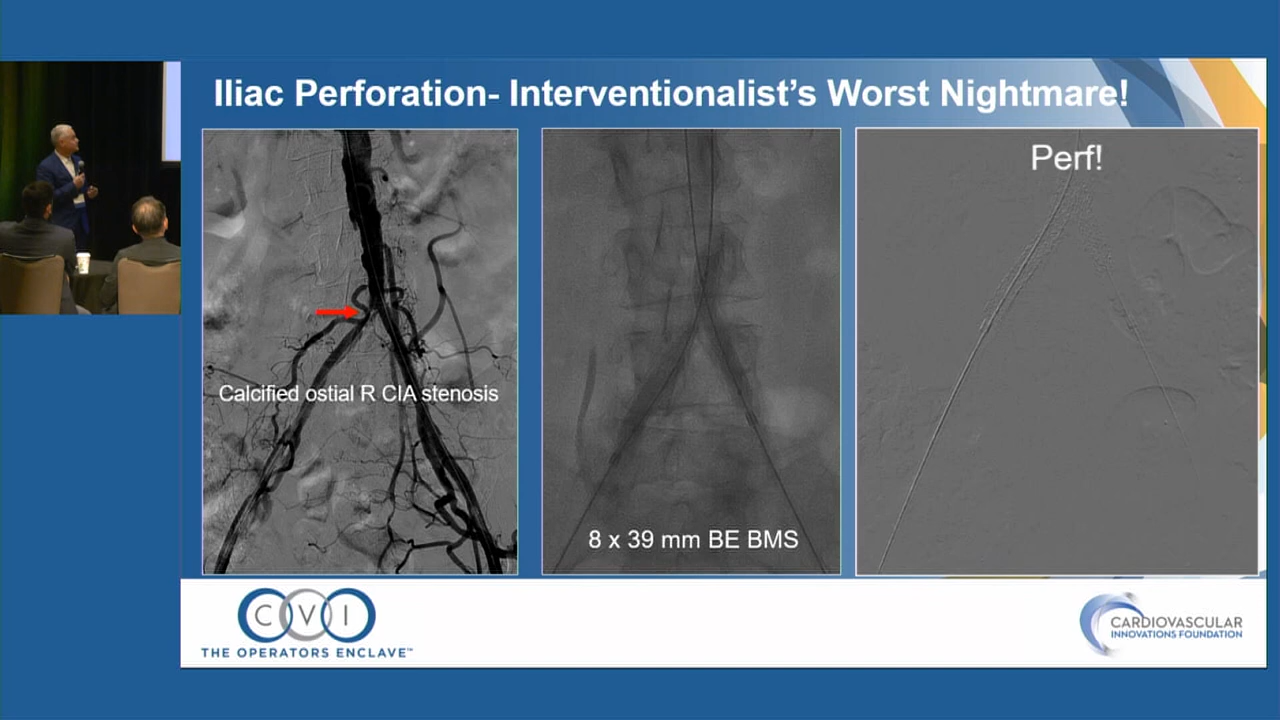 Iliac Perforation- Interventionalist's Worst Nightmare!
Calcified ostial R CIA stenosis
8 x 39 mm BE BMS
Perf!
CVI
THE OPERATORS ENCLAVE™
CARDIOVASCULAR
INNOVATIONS FOUNDATION